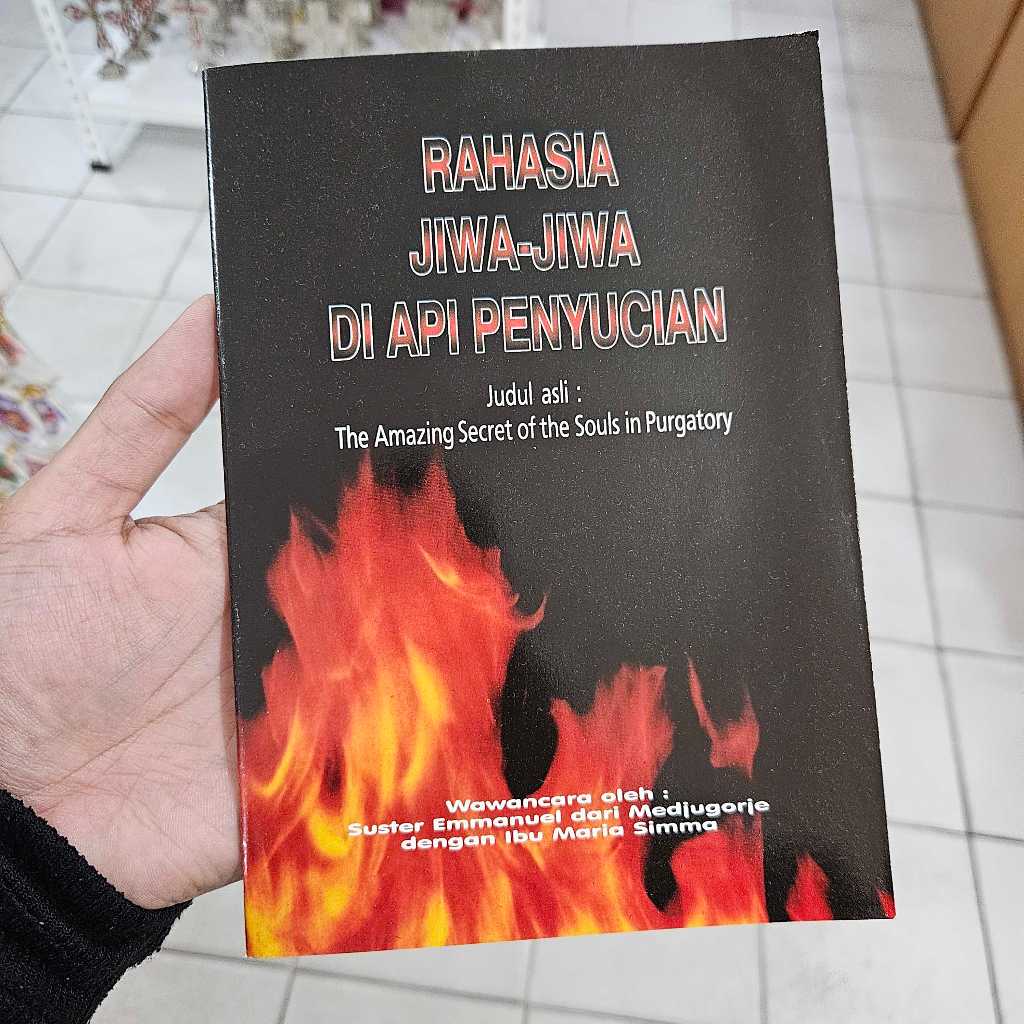 RAHASIA
JIWA-JIWA
DI API PENYUCIAN
Judul asli :
The Amazing Secret of the Souls in Purgatory
Wawancara oleh :
Suster Emmanuel dari Medjugorje
dengan Ibu Maria Simma